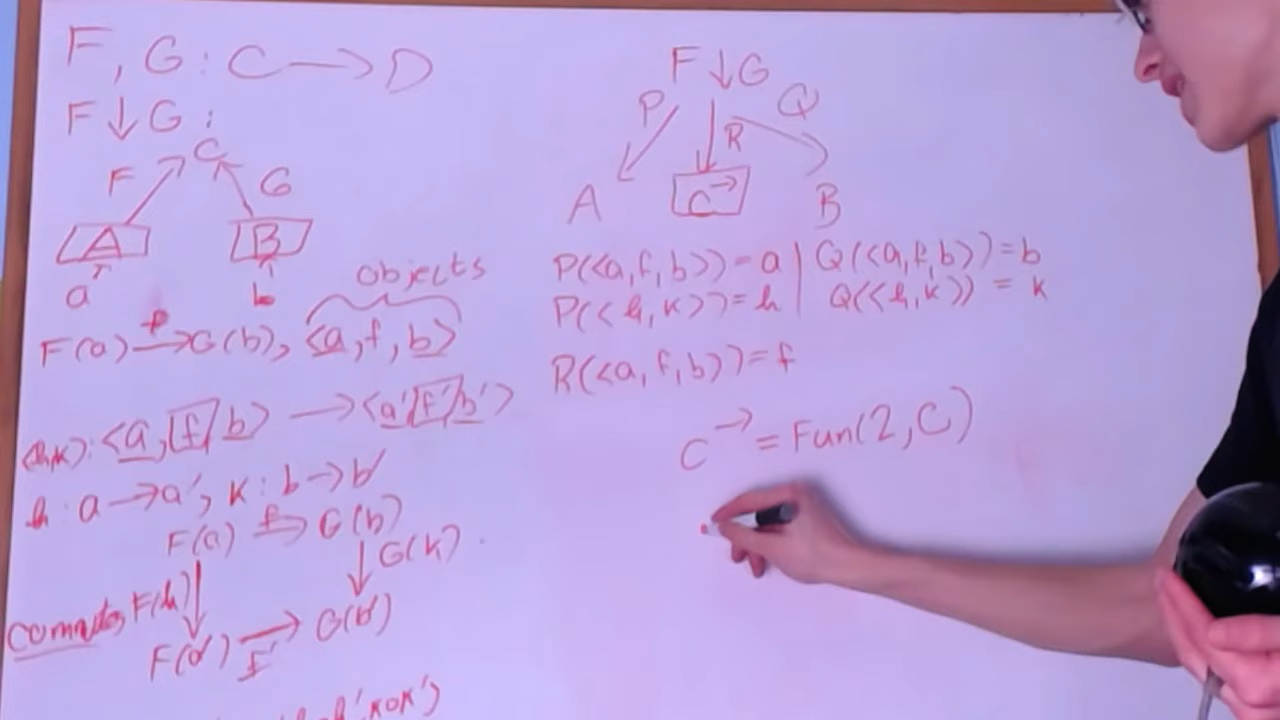 F, G : C → D
F ↓ G :
C
F G
A B
a b
objects
F(a) →f G(b), <a, f, b>
(h,k): <a, f, b> → <a', f', b'>
h : a → a', k : b → b'
F(a) →f G(b)
↓ G(k)
commutes F(h) ↓
F(a') →f' G(b')
h', k∘k')
F ↓ G
P R Q
A C→ B
P(<a, f, b>) = a | Q(<a, f, b>) = b
P(<h, k>) = h | Q(<h, k>) = k
R(<a, f, b>) = f
C→ = Fun(2, C)